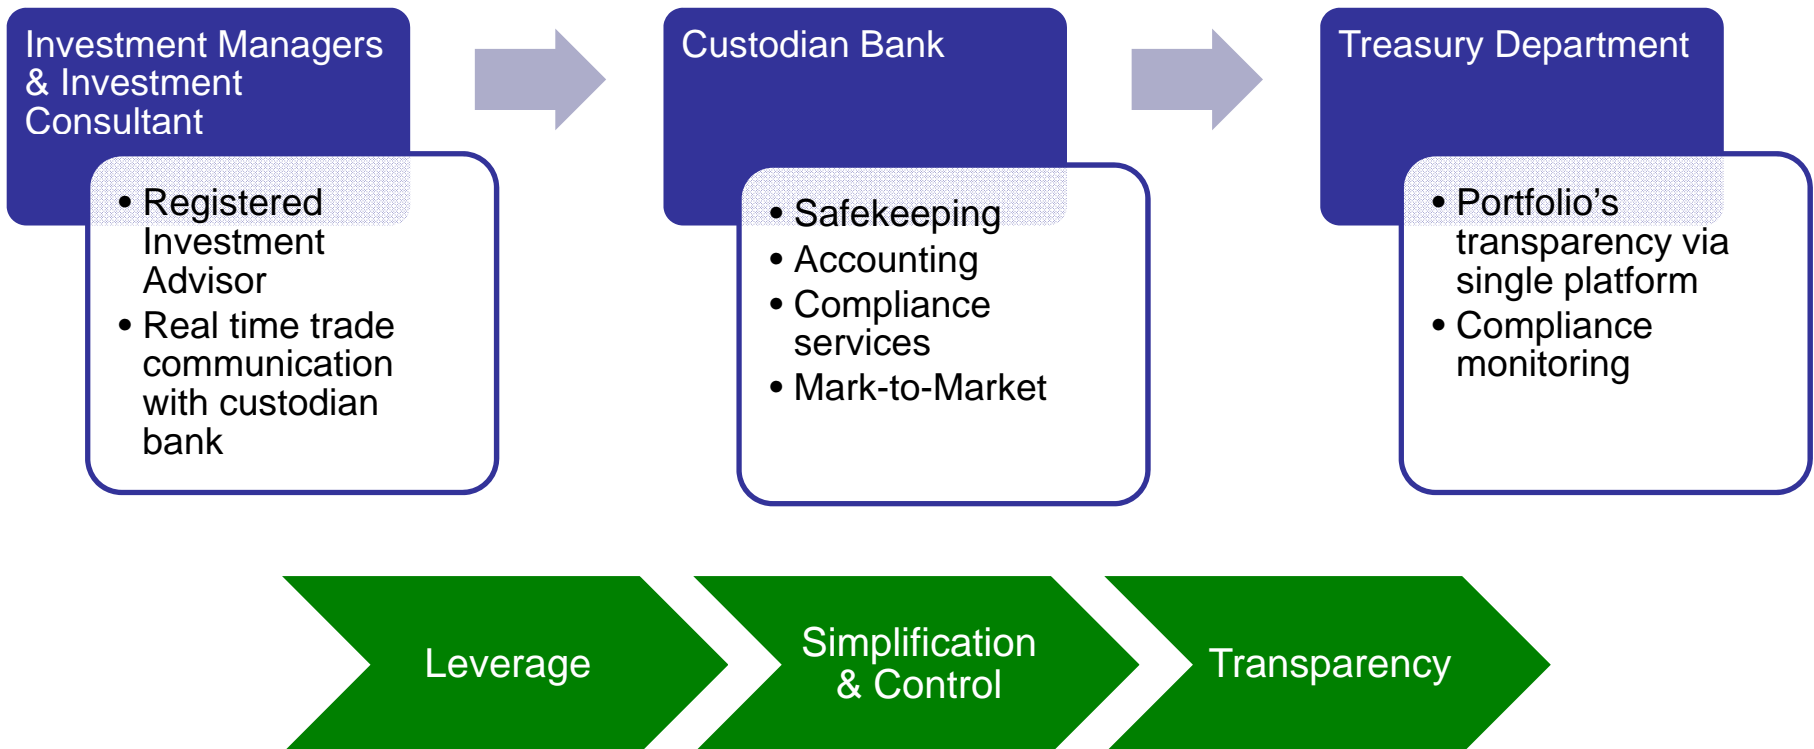 Investment Managers
& Investment
Consultant
• Registered
Investment
Advisor
• Real time trade
communication
with custodian
bank
Custodian Bank
• Safekeeping
• Accounting
• Compliance
services
• Mark-to-Market
Treasury Department
• Portfolio’s
transparency via
single platform
• Compliance
monitoring
Leverage
Simplification
& Control
Transparency